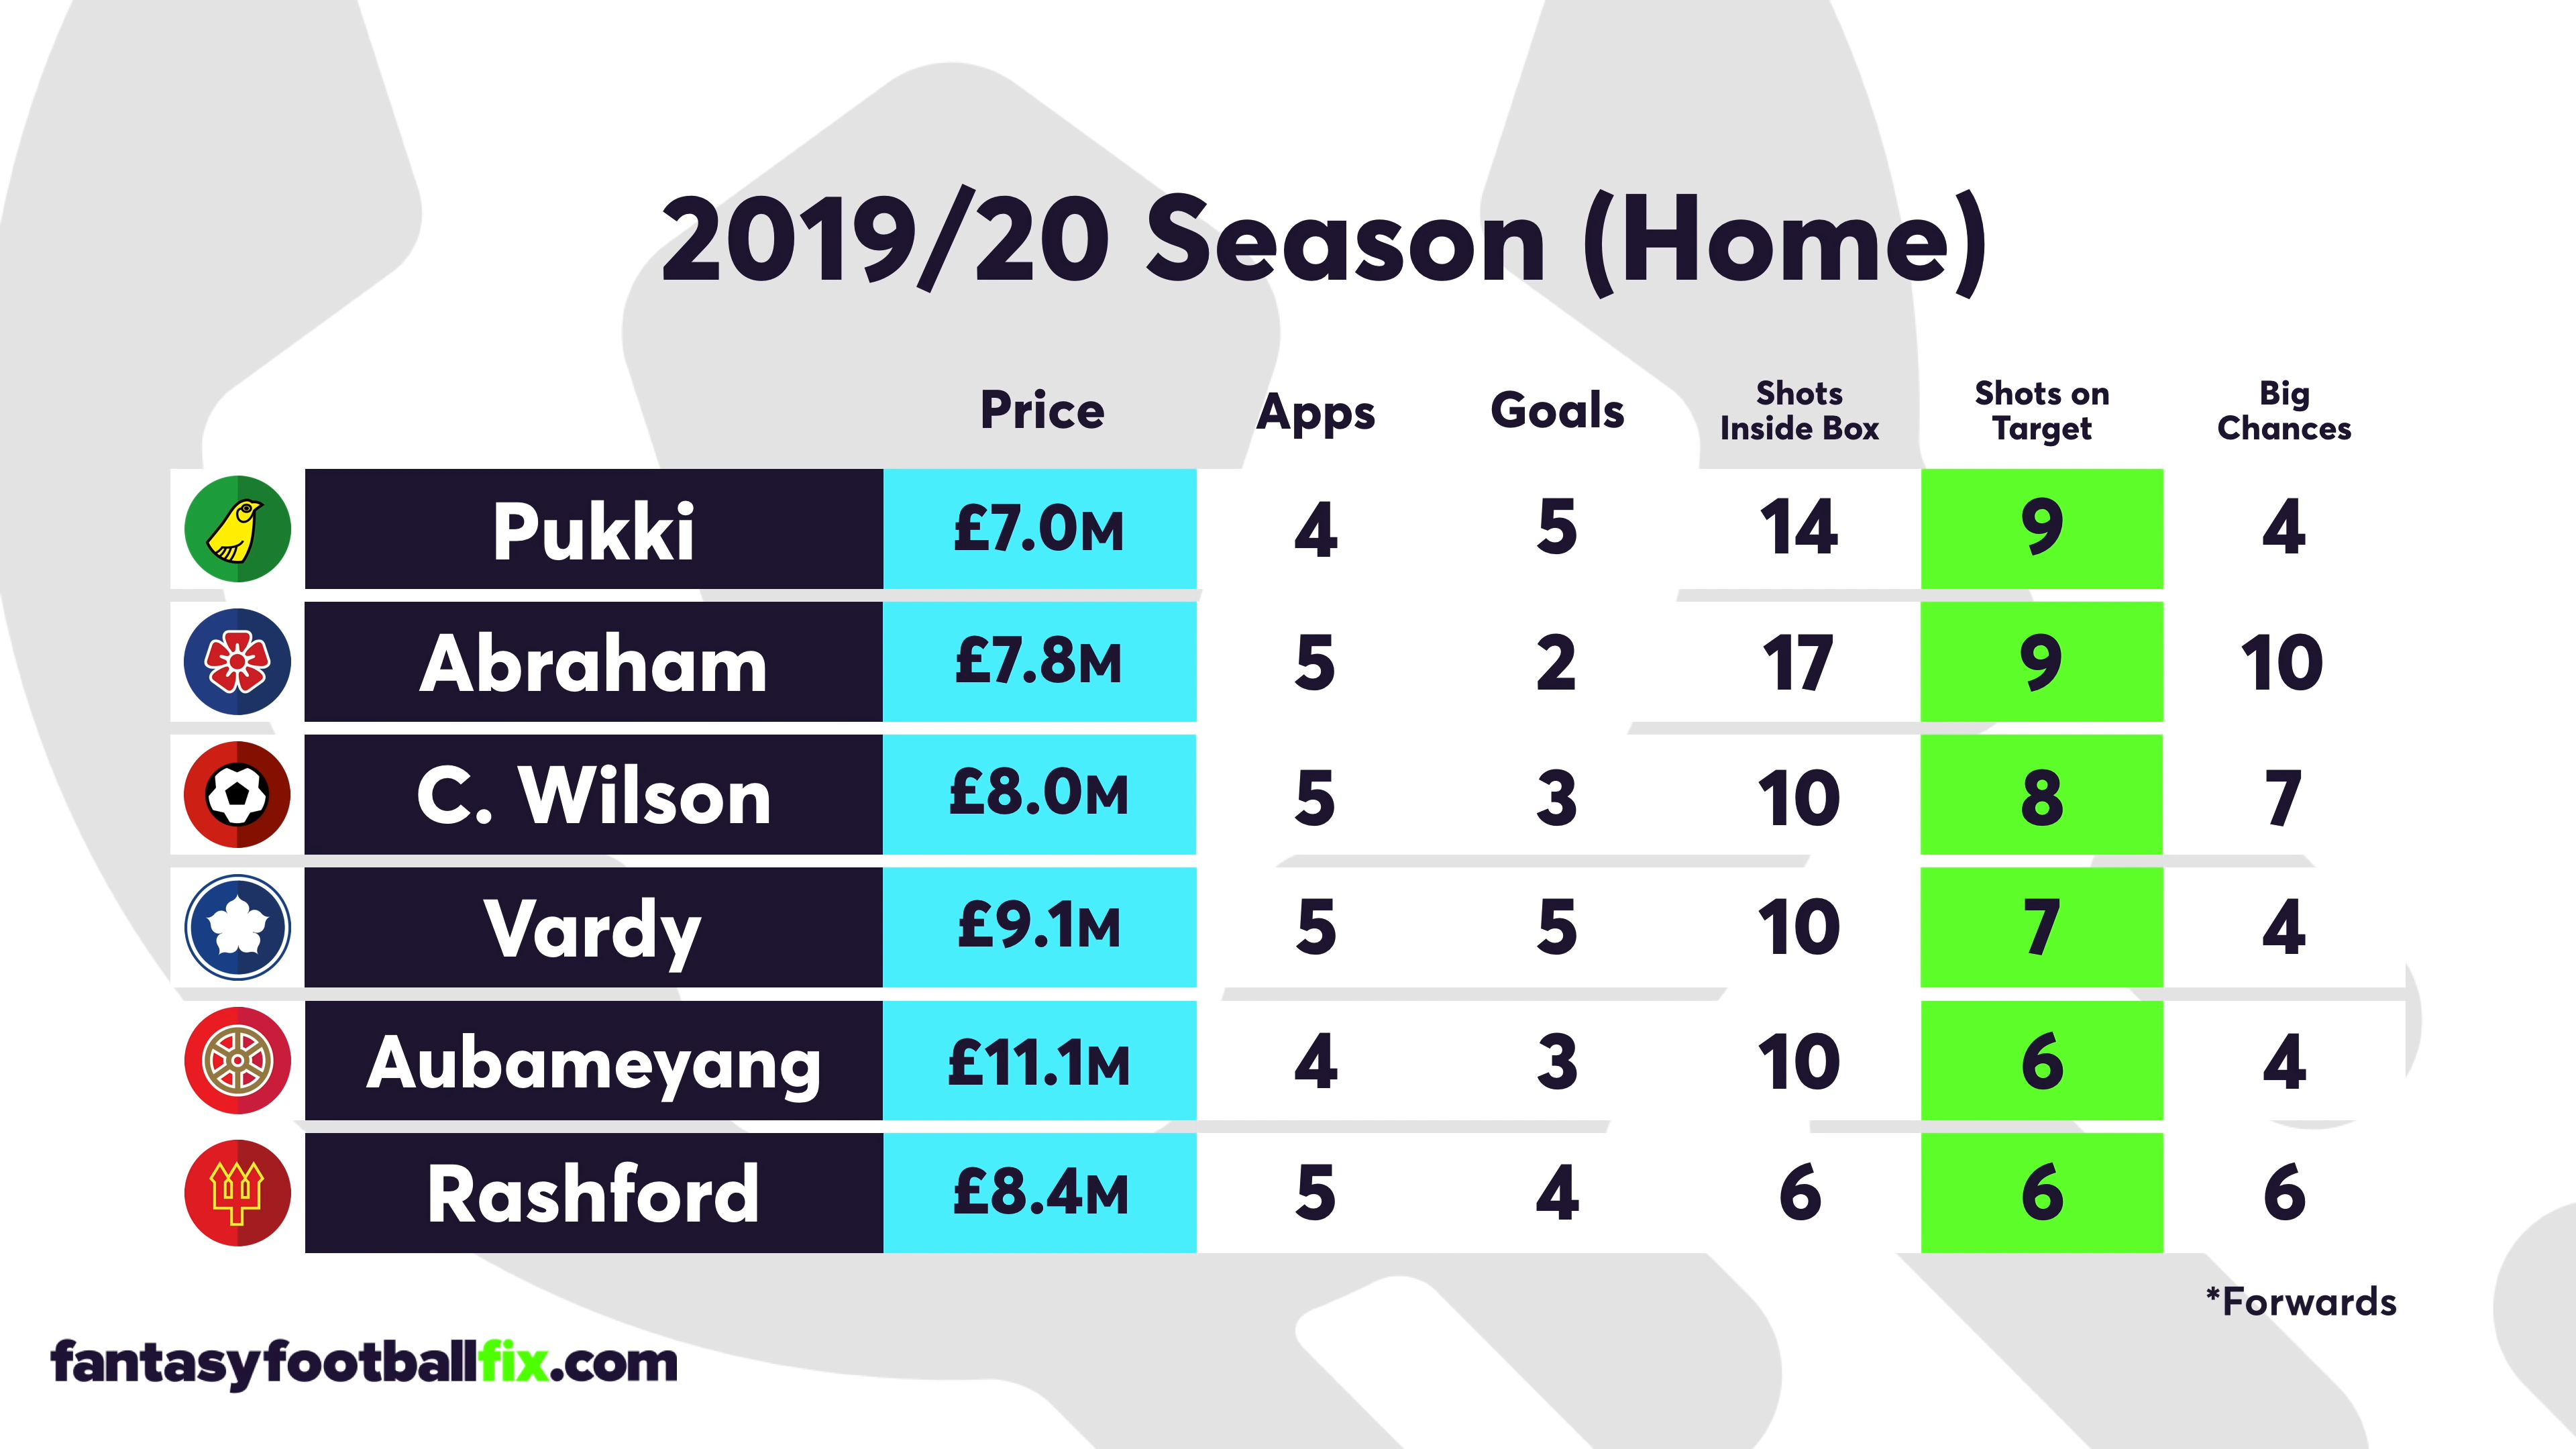 2019/20 Season (Home)
Price Apps Goals Shots Inside Box Shots on Target Big Chances
Pukki £7.0M 4 5 14 9 4
Abraham £7.8M 5 2 17 9 10
C. Wilson £8.0M 5 3 10 8 7
Vardy £9.1M 5 5 10 7 4
Aubameyang £11.1M 4 3 10 6 4
Rashford £8.4M 5 4 6 6 6
*Forwards
fantasyfootballfix.com